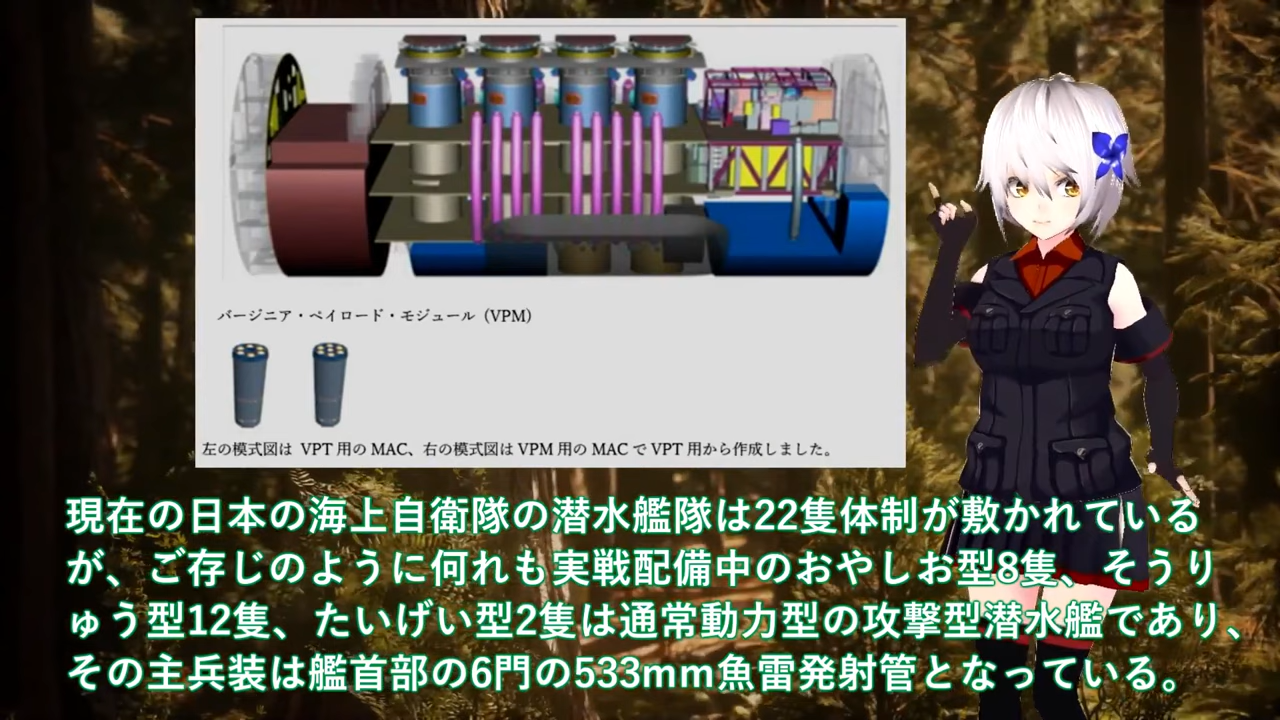 バージニア・ペイロード・モジュール（VPM）
左の模式図は VPT 用の MAC、右の模式図は VPM 用の MAC で VPT 用から作成しました。
現在の日本の海上自衛隊の潜水艦隊は22隻体制が敷かれている
が、ご存じのように何れも実戦配備中のおやしお型8隻、そうり
ゅう型12隻、たいげい型2隻は通常動力型の攻撃型潜水艦であり、
その主兵装は艦首部の6門の533mm魚雷発射管となっている。